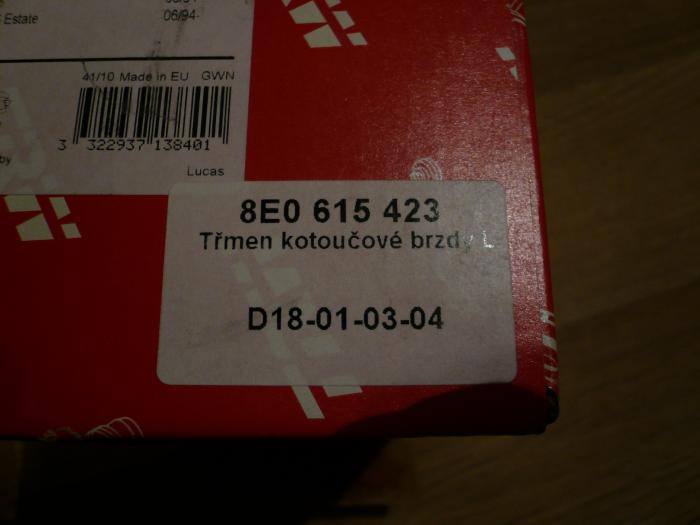 Estate 06/94-
41/10 Made in EU GWN
3 322937 138401
by
Lucas
8E0 615 423
Třmen kotoučové brzdy L
D18-01-03-04